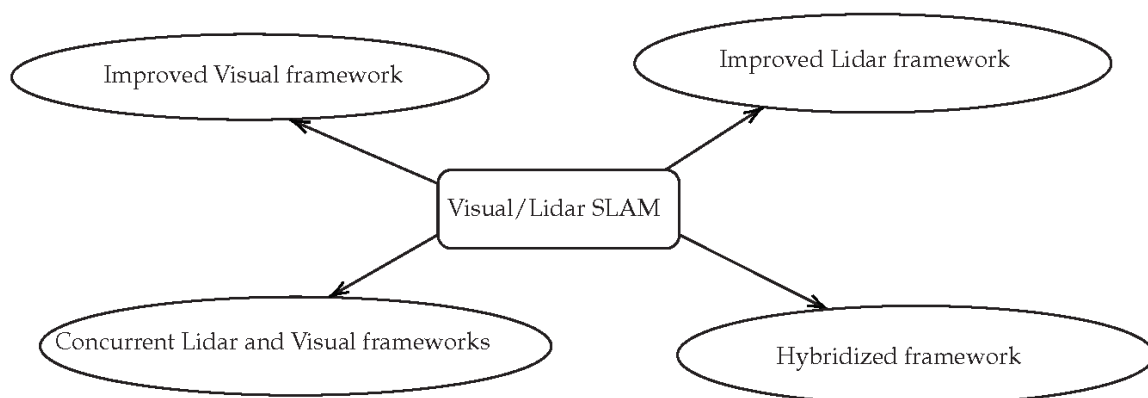 Improved Visual framework
Improved Lidar framework
Visual/Lidar SLAM
Concurrent Lidar and Visual frameworks
Hybridized framework